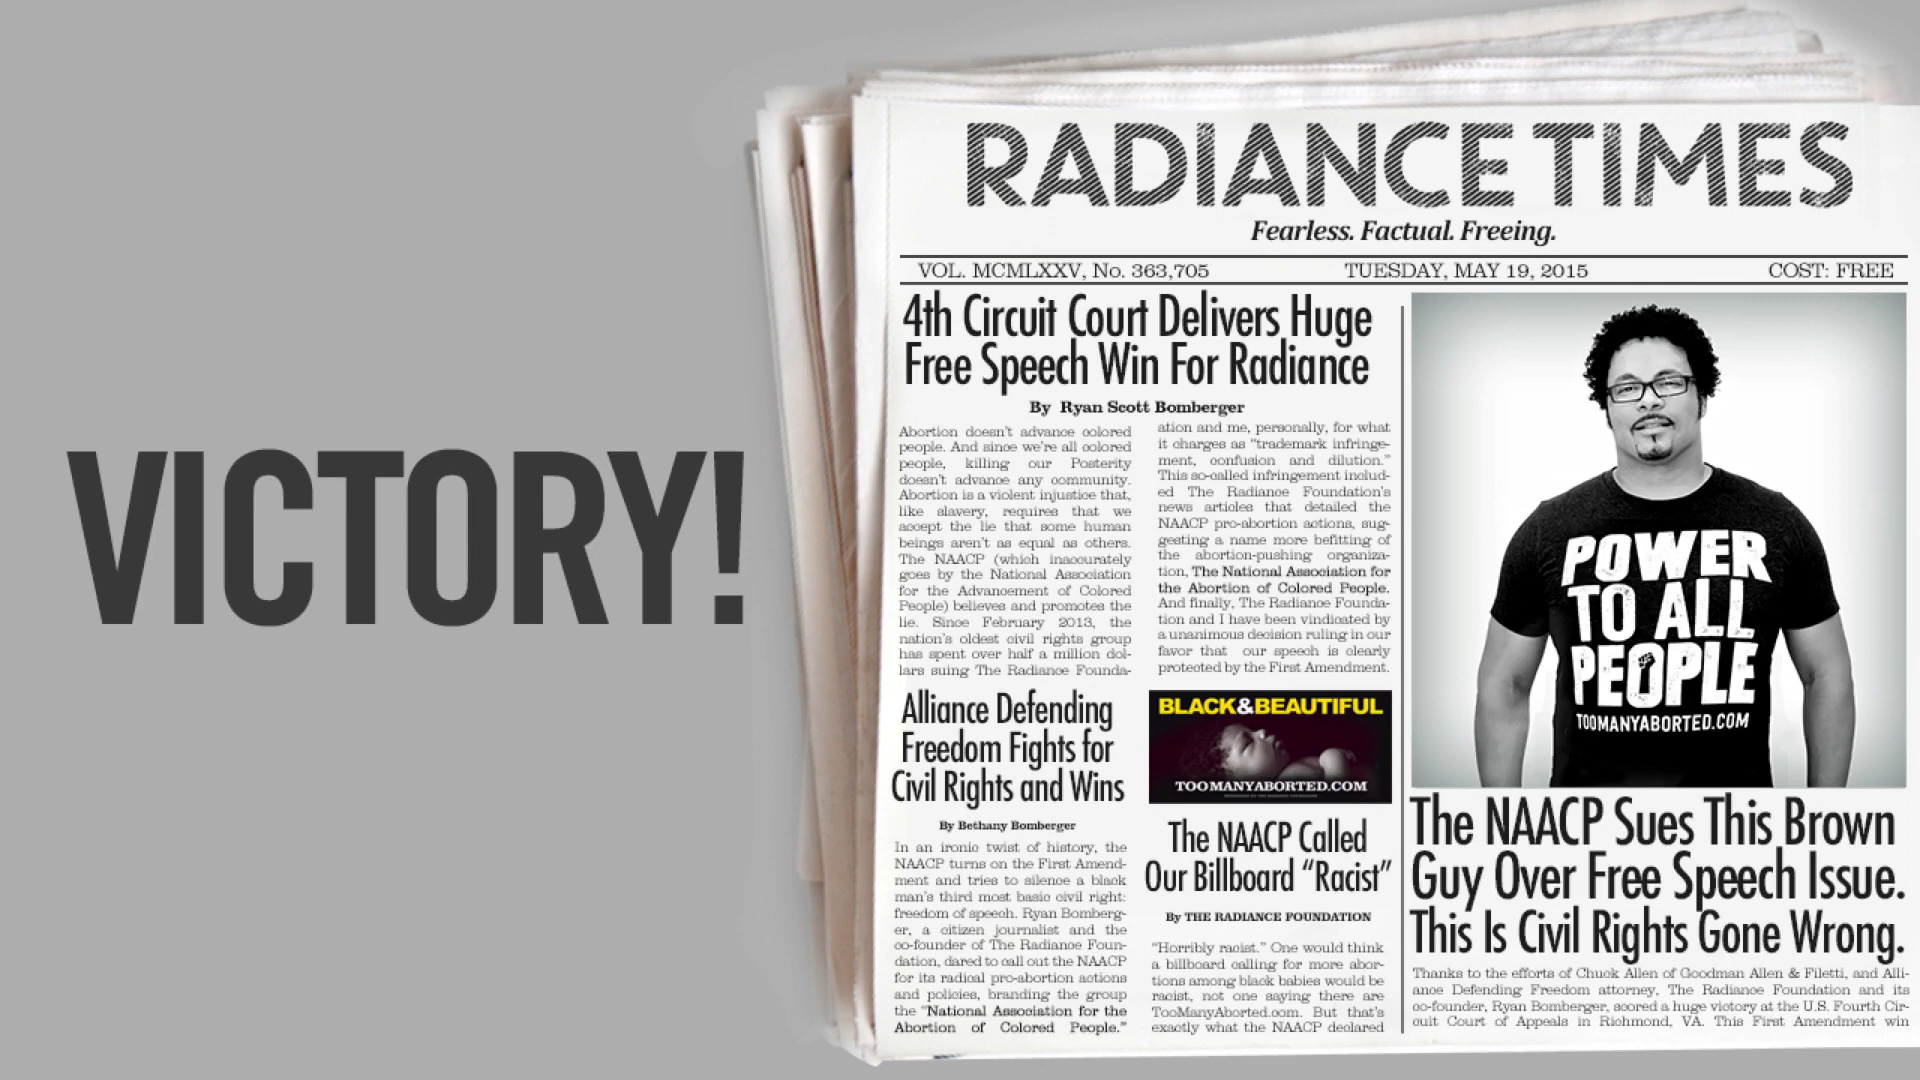 VICTORY!
RADIANCE TIMES
Fearless. Factual. Freeing.
VOL. MCMLXXV, No. 363,705 TUESDAY, MAY 19, 2015 COST: FREE
4th Circuit Court Delivers Huge
Free Speech Win For Radiance
By Ryan Scott Bomberger
Abortion doesn't advance colored
people. And since we're all colored
people, killing our Posterity
doesn't advance any community.
Abortion is a violent injustice that,
like slavery, requires that we
accept the lie that some human
beings aren't as equal as others.
The NAACP (which inaccurately
goes by the National Association
for the Advancement of Colored
People) believes and promotes the
lie. Since February 2013, the
nation's oldest civil rights group
has spent over half a million dol-
lars suing The Radiance Founda-
ation and me, personally, for what
it charges as "trademark infringe-
ment, confusion and dilution."
This so-called infringement includ-
ed The Radiance Foundation's
news articles that detailed the
NAACP pro-abortion actions, sug-
gesting a name more befitting of
the abortion-pushing organiza-
tion, The National Association for
the Abortion of Colored People.
And finally, The Radiance Founda-
tion and I have been vindicated by
a unanimous decision ruling in our
favor that our speech is clearly
protected by the First Amendment.
Alliance Defending
Freedom Fights for
Civil Rights and Wins
By Bethany Bomberger
In an ironic twist of history, the
NAACP turns on the First Amend-
ment and tries to silence a black
man's third most basic civil right:
freedom of speech. Ryan Bomberg-
er, a citizen journalist and the
co-founder of The Radiance Foun-
dation, dared to call out the NAACP
for its radical pro-abortion actions
and policies, branding the group
the "National Association for the
Abortion of Colored People."
BLACK&BEAUTIFUL
TOOMANYABORTED.COM
The NAACP Called
Our Billboard "Racist"
By THE RADIANCE FOUNDATION
"Horribly racist." One would think
a billboard calling for more abor-
tions among black babies would be
racist, not one saying there are
TooManyAborted.com. But that's
exactly what the NAACP declared
POWER
TO ALL
PEOPLE
TOOMANYABORTED.COM
The NAACP Sues This Brown
Guy Over Free Speech Issue.
This Is Civil Rights Gone Wrong.
Thanks to the efforts of Chuck Allen of Goodman Allen & Filetti, and Alli-
ance Defending Freedom attorney, The Radiance Foundation and its
co-founder, Ryan Bomberger, scored a huge victory at the U.S. Fourth Cir-
cuit Court of Appeals in Richmond, VA. This First Amendment win